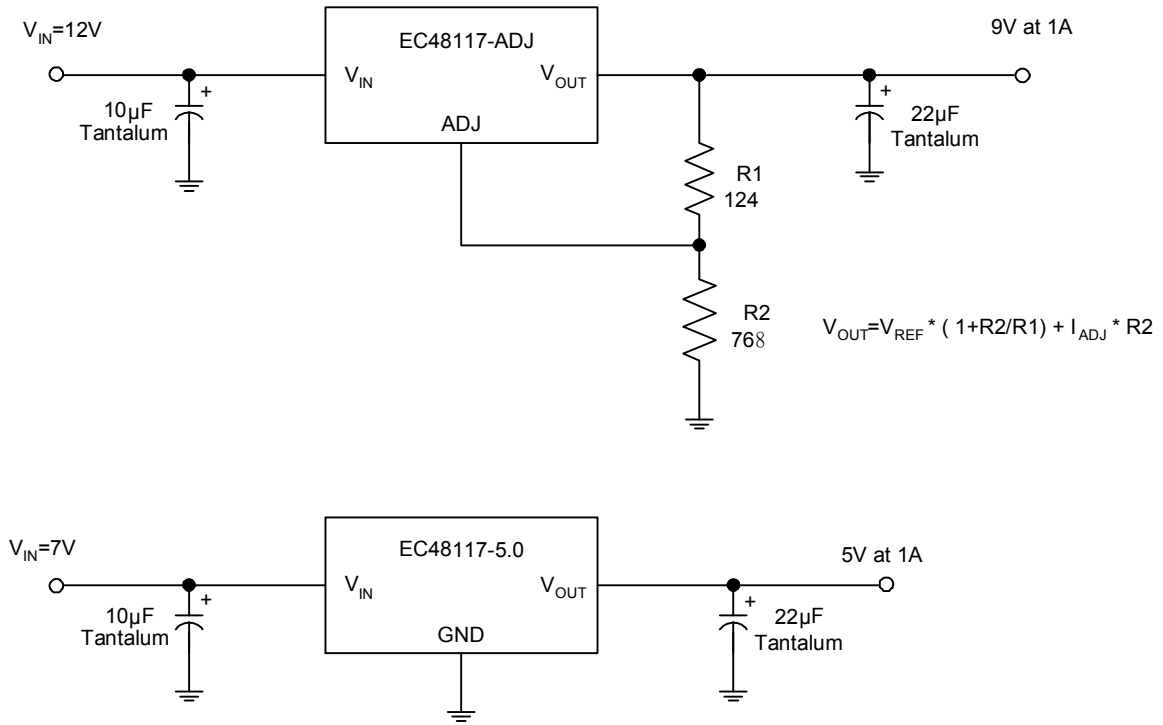 V_IN=12V
EC48117-ADJ
9V at 1A
V_IN
V_OUT
+
10µF
Tantalum
ADJ
+
22µF
Tantalum
R1
124
R2
768
V_OUT=V_REF * ( 1+R2/R1) + I_ADJ * R2
V_IN=7V
EC48117-5.0
5V at 1A
V_IN
V_OUT
+
10µF
Tantalum
GND
+
22µF
Tantalum